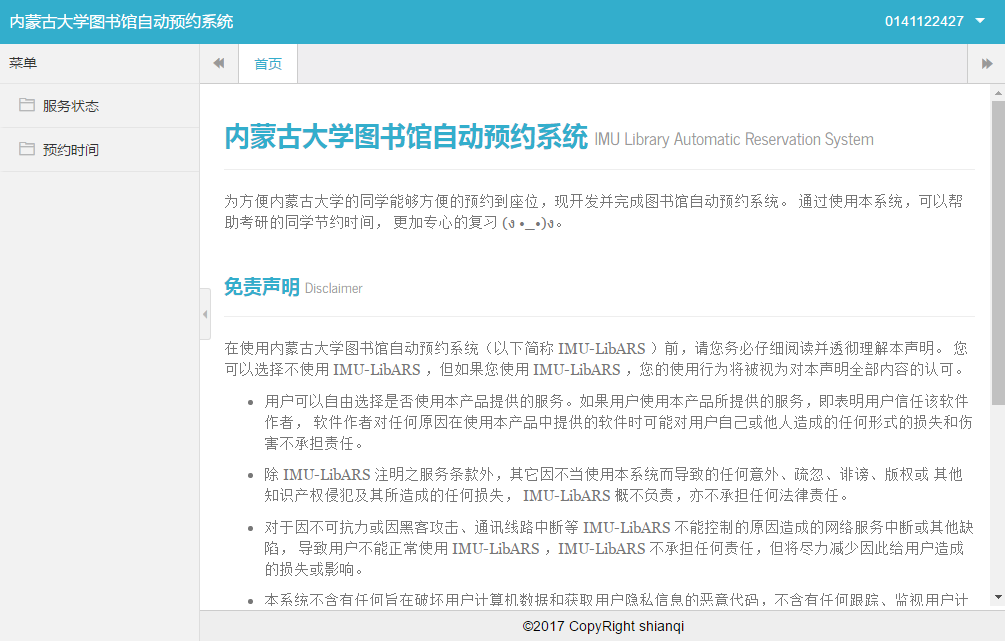 内蒙古大学图书馆自动预约系统
0141122427
菜单
首页
服务状态
预约时间
内蒙古大学图书馆自动预约系统 IMU Library Automatic Reservation System
为方便内蒙古大学的同学能够方便的预约到座位，现开发并完成图书馆自动预约系统。 通过使用本系统，可以帮
助考研的同学节约时间， 更加专心的复习 (ง •_•)ง。
免责声明 Disclaimer
在使用内蒙古大学图书馆自动预约系统（以下简称 IMU-LibARS ）前，请您务必仔细阅读并透彻理解本声明。 您
可以选择不使用 IMU-LibARS ，但如果您使用 IMU-LibARS ，您的使用行为将被视为对本声明全部内容的认可。
• 用户可以自由选择是否使用本产品提供的服务。如果用户使用本产品所提供的服务，即表明用户信任该软件
作者， 软件作者对任何原因在使用本产品中提供的软件时可能对用户自己或他人造成的任何形式的损失和伤
害不承担责任。
• 除 IMU-LibARS 注明之服务条款外，其它因不当使用本系统而导致的任何意外、疏忽、诽谤、版权或 其他
知识产权侵犯及其所造成的任何损失， IMU-LibARS 概不负责，亦不承担任何法律责任。
• 对于因不可抗力或因黑客攻击、通讯线路中断等 IMU-LibARS 不能控制的原因造成的网络服务中断或其他缺
陷， 导致用户不能正常使用 IMU-LibARS ，IMU-LibARS 不承担任何责任，但将尽力减少因此给用户造成
的损失或影响。
• 本系统不含有任何旨在破坏用户计算机数据和获取用户隐私信息的恶意代码，不含有任何跟踪、监视用户计
©2017 CopyRight shianqi